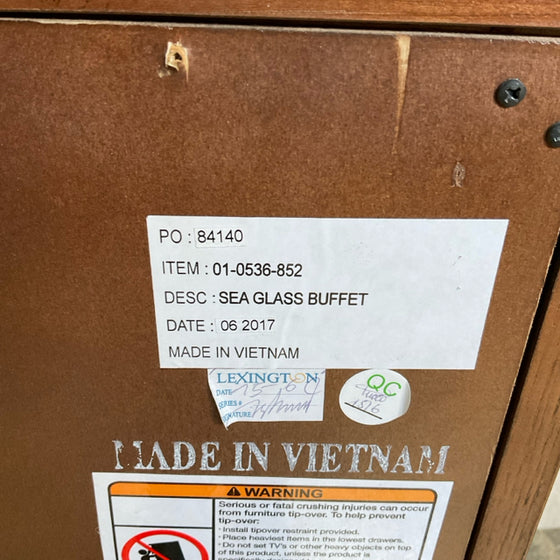 PO : 84140
ITEM : 01-0536-852
DESC : SEA GLASS BUFFET
DATE : 06 2017
MADE IN VIETNAM
LEXINGTON
DATE
SERIES #
SIGNATURE
QC
15/6
MADE IN VIETNAM
WARNING
Serious or fatal crushing injuries can occur
from furniture tip-over. To help prevent
tip-over:
· Install tipover restraint provided.
· Place heaviest items in the lowest drawers.
· Do not set TV's or other heavy objects on top
of this product, unless the product is